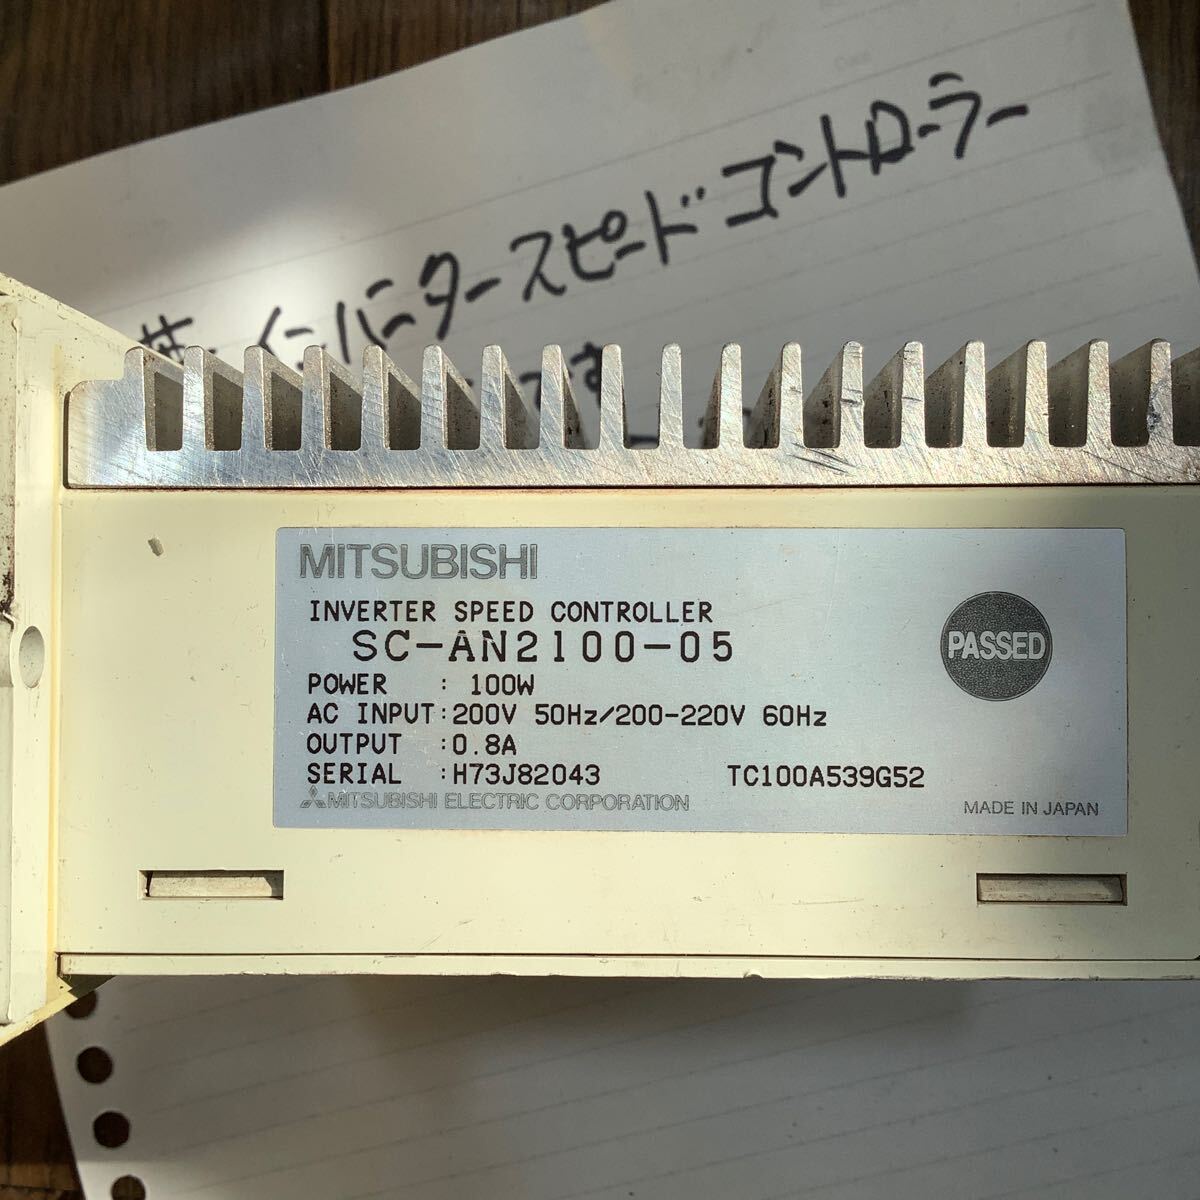 インバータースピードコントローラー
です
MITSUBISHI
INVERTER SPEED CONTROLLER
SC-AN2100-05
PASSED
POWER : 100W
AC INPUT:200V 50Hz/200-220V 60Hz
OUTPUT :0.8A
SERIAL :H73J82043 TC100A539G52
MITSUBISHI ELECTRIC CORPORATION
MADE IN JAPAN